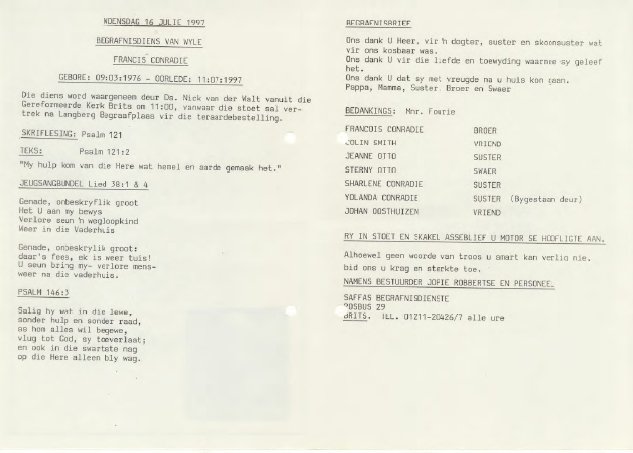 WOENSDAG 16 JULIE 1997
BEGRAFNISDIENS VAN WYLE
FRANCIS CONRADIE
GEBORE: 09:03:1976 - OORLEDE: 11:07:1997
Die diens word waargeneem deur Ds. Nick van der Walt vanuit die
Gereformeerde Kerk Brits om 11:00, vanwaar die stoet sal ver-
trek na Langberg Begraafplaas vir die teraardebestelling.
SKRIFLESING: Psalm 121
TEKS: Psalm 121:2
"My hulp kom van die Here wat hemel en aarde gemaak het."
JEUGSANGBUNDEL Lied 38:1 & 4
Genade, onbeskryflik groot
Het U aan my bewys
Verlore seun 'n wegloopkind
Weer in die Vaderhuis
Genade, onbeskrylik groot:
daar's fees, ek is weer tuis!
U seun bring my- verlore mens-
weer na die vaderhuis.
PSALM 146:3
Salig hy wat in die lewe,
sonder hulp en sonder raad,
as hom alles wil begewe,
vlug tot God, sy toeverlaat;
en ook in die swartste nag
op die Here alleen bly wag.
BEGRAFNISBRIEF
Ons dank U Heer, vir 'n dogter, suster en skoonsuster wat
vir ons kosbaar was.
Ons dank U vir die liefde en toewyding waarmee sy geleef
het.
Ons dank U dat sy met vreugde na u huis kon gaan.
Pappa, Mamma, Suster. Broer en Swaer
BEDANKINGS: Mnr. Fourie
FRANCOIS CONRADIE BROER
COLIN SMITH VRIEND
JEANNE OTTO SUSTER
STERNY OTTO SWAER
SHARLENE CONRADIE SUSTER
YOLANDA CONRADIE SUSTER (Bygestaan deur)
JOHAN OOSTHUIZEM VRIEND
RY IN STOET EN SKAKEL ASSEBLIEF U MOTOR SE HOOFLIGTE AAN.
Alhoewel geen woorde van troos u smart kan verlig nie.
bid ons u krag en sterkte toe.
NAMENS BESTUURDER JOPIE ROBBERTSE EN PERSONEEL
SAFFAS BEGRAFNISDIENSTE
POSBUS 29
BRITS. TEL. 01211-20426/7 alle ure